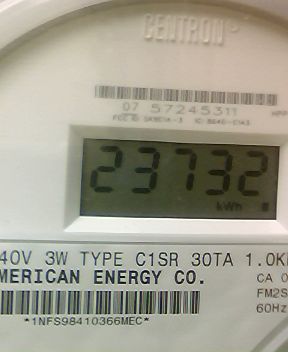 CENTRON®
07 57245311
23732
kWh
40V 3W TYPE C1SR 30TA 1.0K
MERICAN ENERGY CO.
CA 0
FM2S
60Hz
*1NFS98410366MEC*